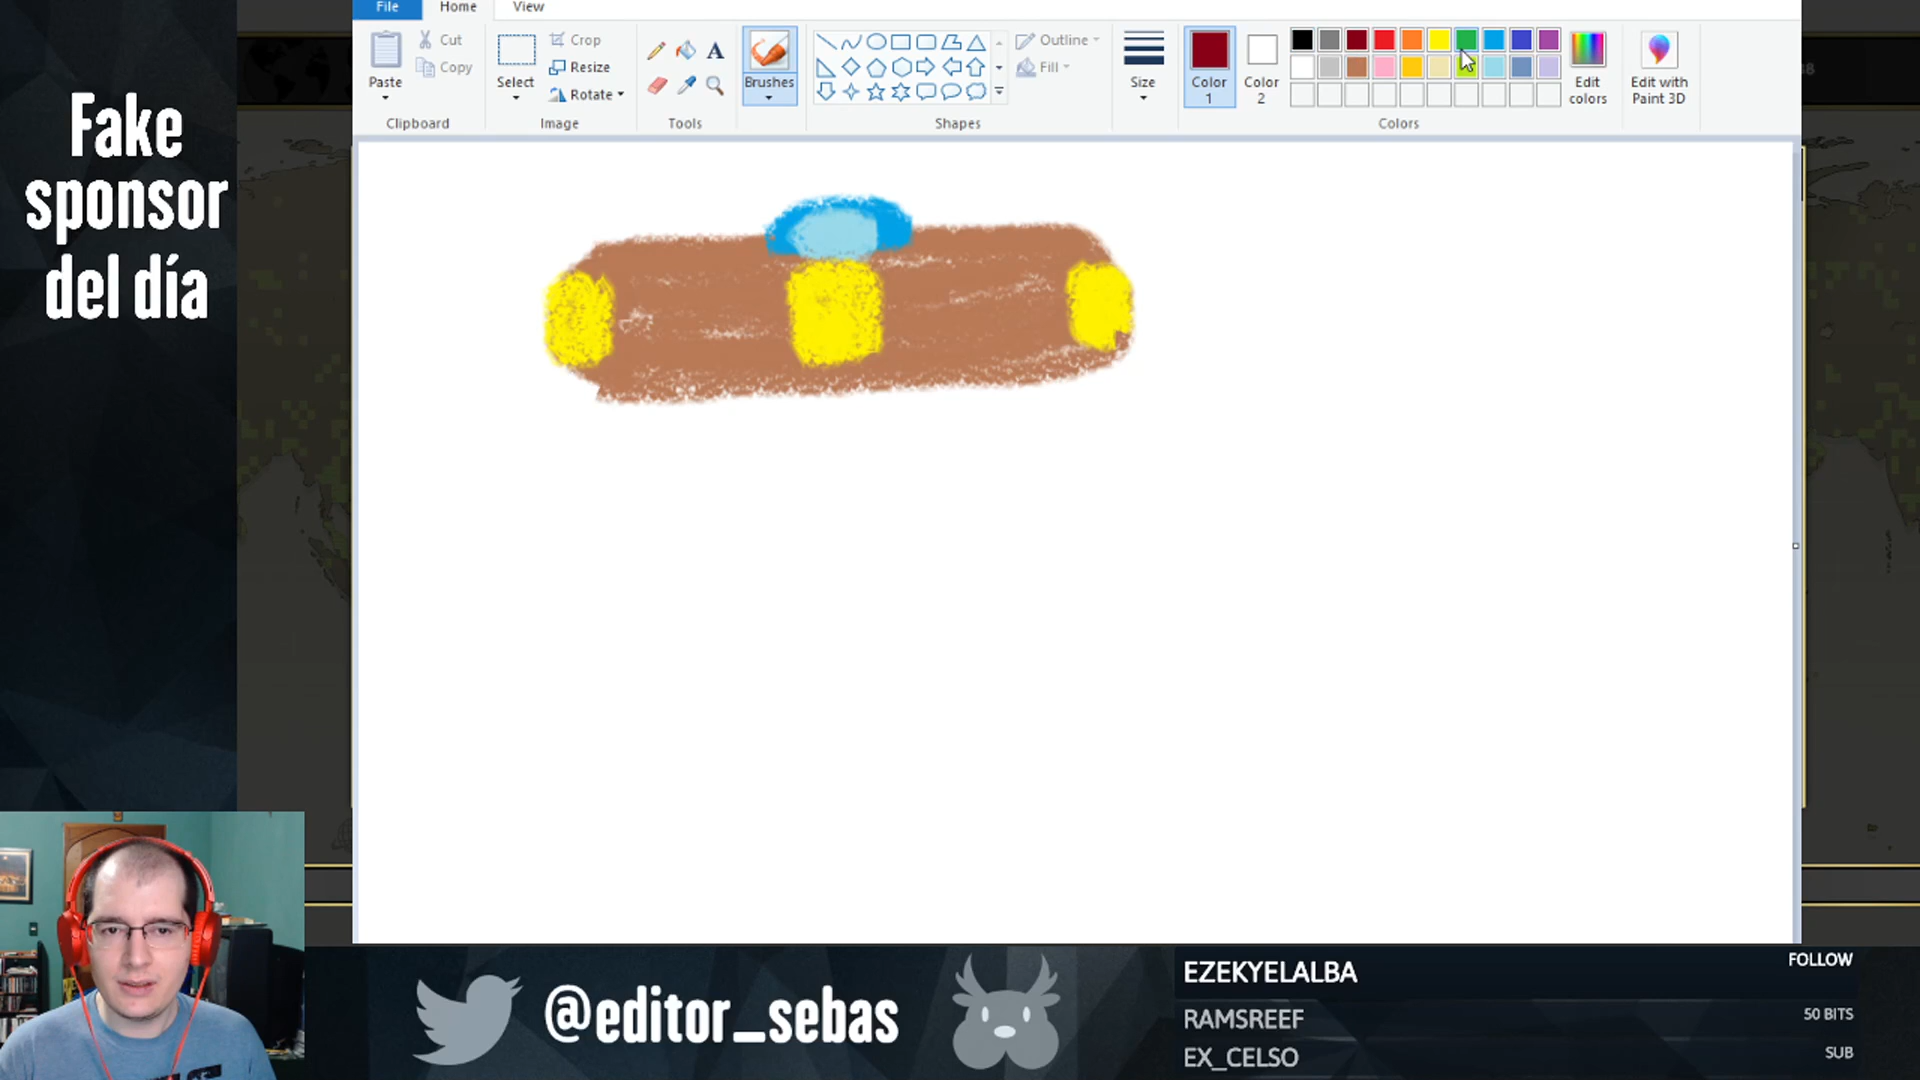 File Home View
Paste
Cut
Copy
Clipboard
Select
Crop
Resize
Rotate
Image
Tools
Brushes
Shapes
Outline
Fill
Size
Color
1
Color
2
Colors
Edit
colors
Edit with
Paint 3D
Fake
sponsor
del día
@editor_sebas
EZEKYELALBA FOLLOW
RAMSREEF 50 BITS
EX_CELSO SUB